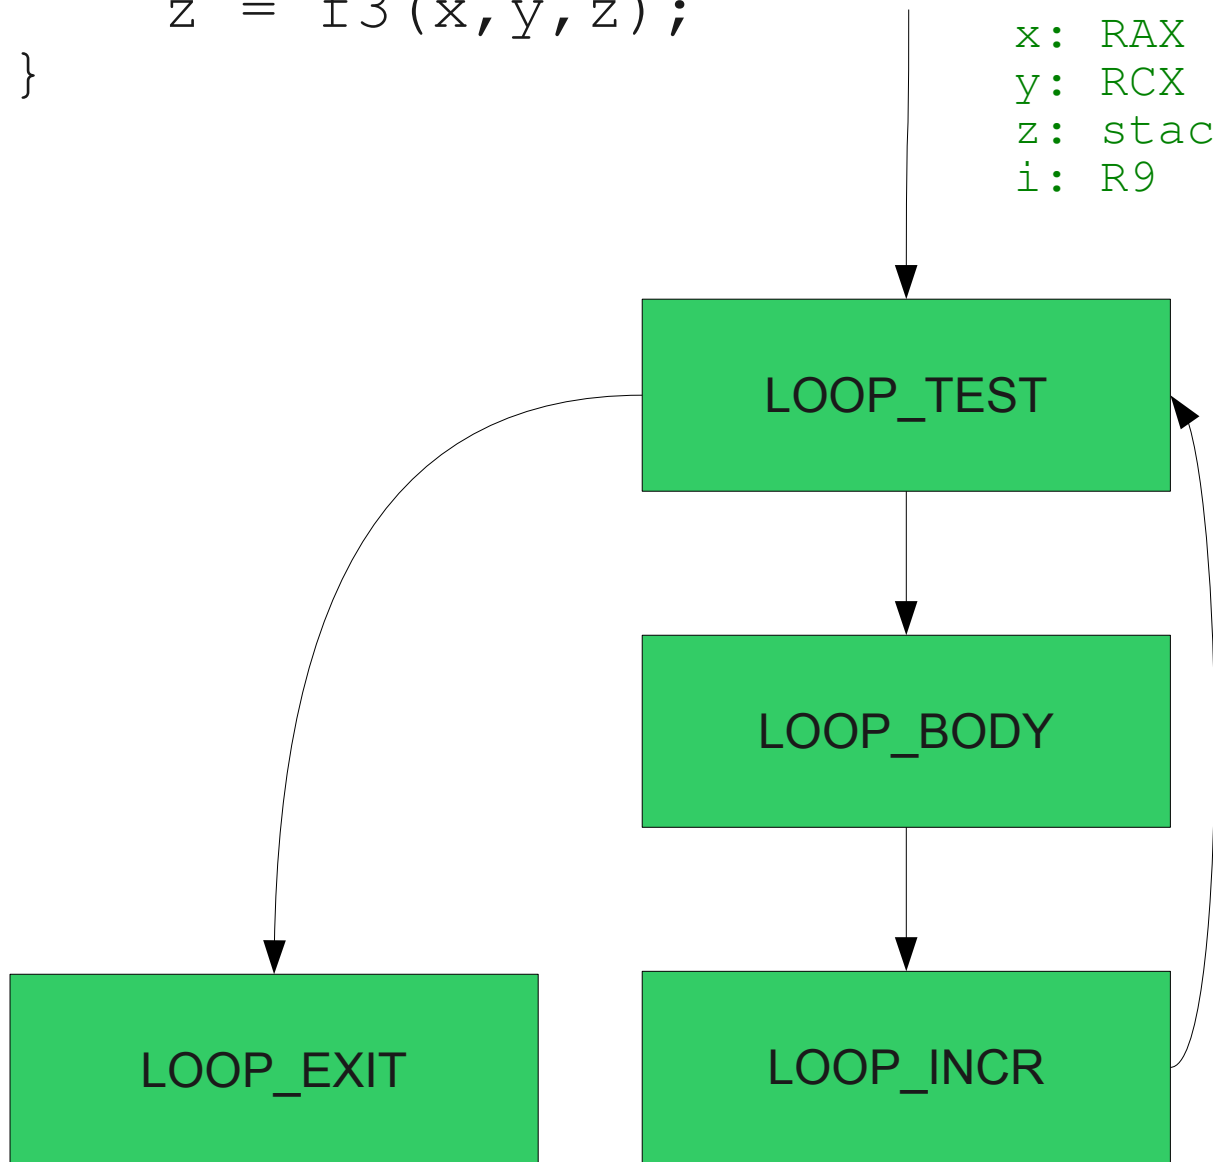 z = f3(x,y,z);
}
x: RAX
y: RCX
z: stac
i: R9
LOOP_TEST
LOOP_BODY
LOOP_EXIT
LOOP_INCR